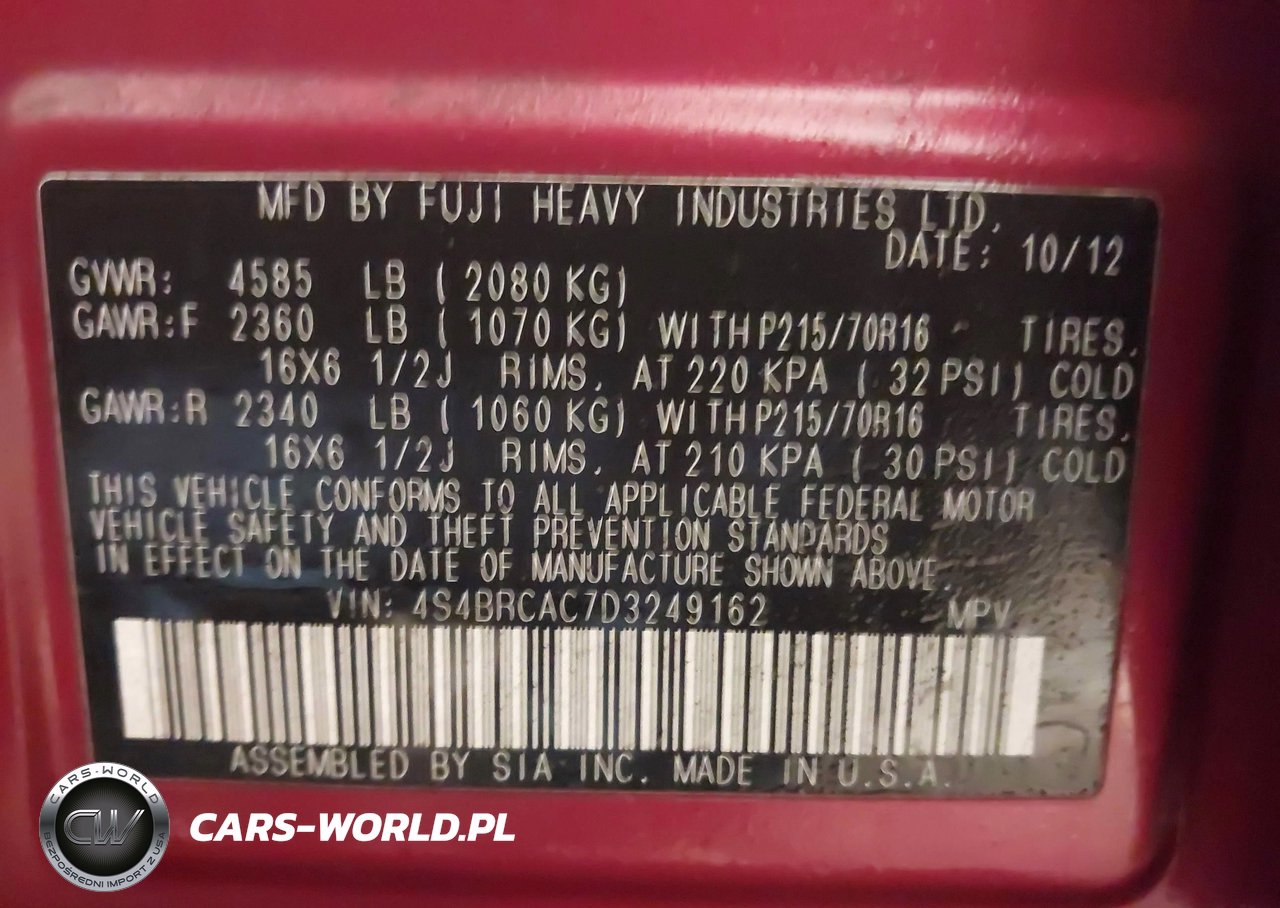 MFD BY FUJI HEAVY INDUSTRIES LTD.
DATE: 10/12
GVWR: 4585 LB ( 2080 KG)
GAWR:F 2360 LB ( 1070 KG) WITH P215/70R16 TIRES.
16X6 1/2J RIMS. AT 220 KPA ( 32 PSI) COLD
GAWR:R 2340 LB ( 1060 KG) WITH P215/70R16 TIRES.
16X6 1/2J RIMS. AT 210 KPA ( 30 PSI) COLD
THIS VEHICLE CONFORMS TO ALL APPLICABLE FEDERAL MOTOR
VEHICLE SAFETY AND THEFT PREVENTION STANDARDS
IN EFFECT ON THE DATE OF MANUFACTURE SHOWN ABOVE.
VIN: 4S4BRCAC7D3249162 MPV
ASSEMBLED BY SIA INC. MADE IN U.S.A.
CARS-WORLD
CW
BEZPOŚREDNI IMPORT Z USA
CARS-WORLD.PL